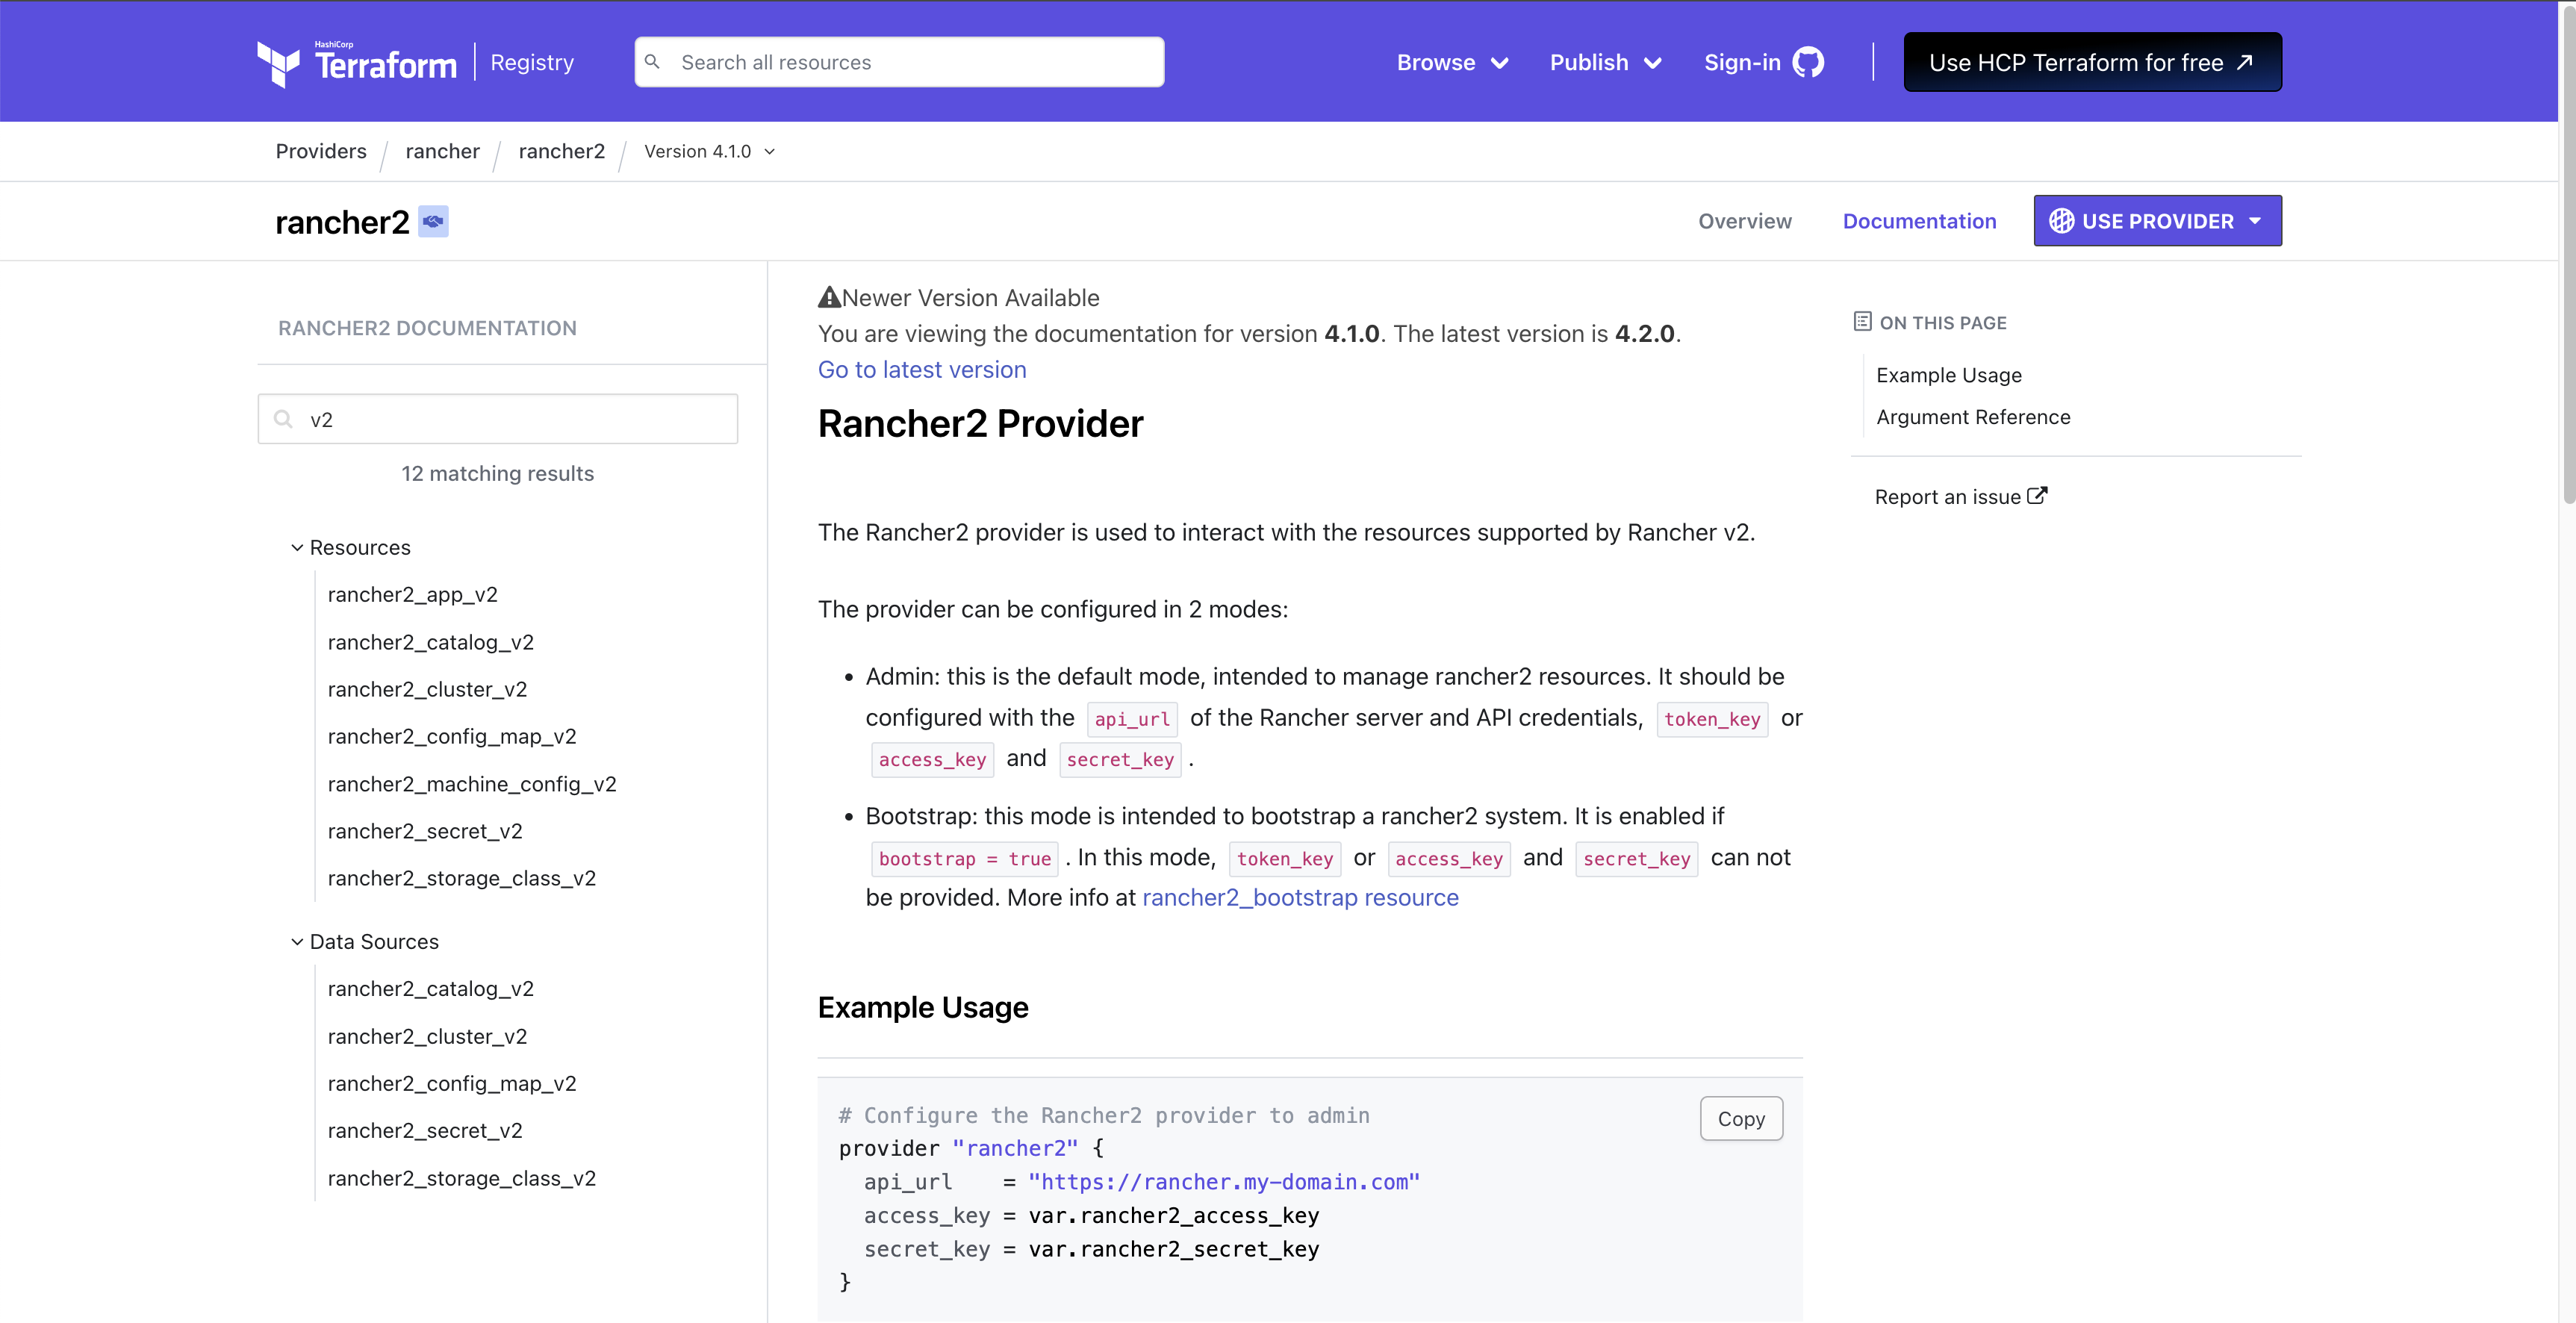 HashiCorp
Terraform
Registry
Search all resources
Browse
Publish
Sign-in
Use HCP Terraform for free
Providers / rancher / rancher2 / Version 4.1.0
rancher2
Overview
Documentation
USE PROVIDER
RANCHER2 DOCUMENTATION
v2
12 matching results
Resources
rancher2_app_v2
rancher2_catalog_v2
rancher2_cluster_v2
rancher2_config_map_v2
rancher2_machine_config_v2
rancher2_secret_v2
rancher2_storage_class_v2
Data Sources
rancher2_catalog_v2
rancher2_cluster_v2
rancher2_config_map_v2
rancher2_secret_v2
rancher2_storage_class_v2
Newer Version Available
You are viewing the documentation for version 4.1.0. The latest version is 4.2.0.
Go to latest version
Rancher2 Provider
The Rancher2 provider is used to interact with the resources supported by Rancher v2.
The provider can be configured in 2 modes:
• Admin: this is the default mode, intended to manage rancher2 resources. It should be
configured with the api_url of the Rancher server and API credentials, token_key or
access_key and secret_key .
• Bootstrap: this mode is intended to bootstrap a rancher2 system. It is enabled if
bootstrap = true . In this mode, token_key or access_key and secret_key can not
be provided. More info at rancher2_bootstrap resource
Example Usage
Copy
# Configure the Rancher2 provider to admin
provider "rancher2" {
  api_url    = "https://rancher.my-domain.com"
  access_key = var.rancher2_access_key
  secret_key = var.rancher2_secret_key
}
ON THIS PAGE
Example Usage
Argument Reference
Report an issue